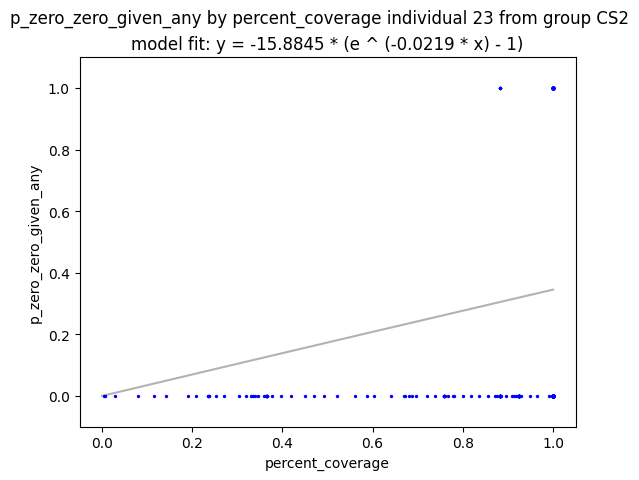 p_zero_zero_given_any by percent_coverage individual 23 from group CS2
model fit: y = -15.8845 * (e ^ (-0.0219 * x) - 1)
1.0
0.8
0.6
0.4
0.2
0.0
p_zero_zero_given_any
0.0 0.2 0.4 0.6 0.8 1.0
percent_coverage